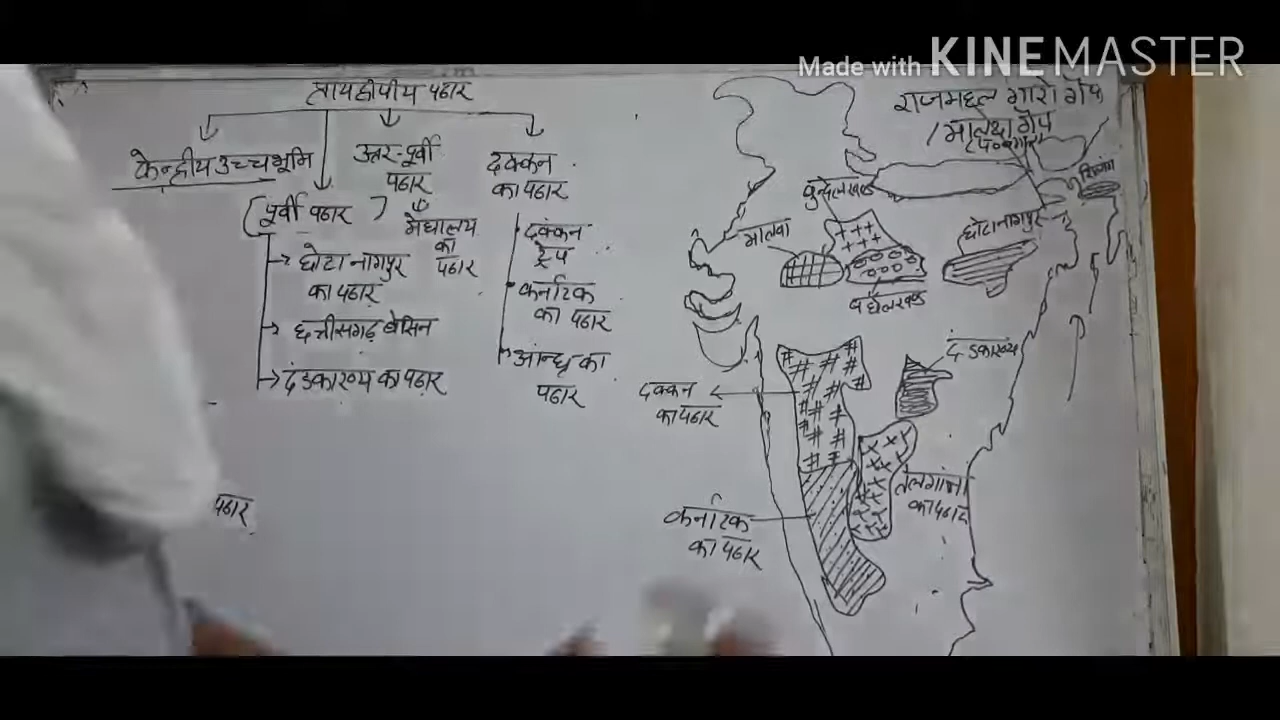 Made with KINEMASTER
प्रायद्वीपीय पठार
केन्द्रीय उच्चभूमि
उत्तर-पूर्वी
पठार
मेघालय
का
पठार
(पूर्वी पठार)
छोटा नागपुर
का पठार
छत्तीसगढ़ बेसिन
दंडकारण्य का पठार
दक्कन
का पठार
दक्कन
ट्रैप
कर्नाटक
का पठार
आन्ध्र का
पठार
पठार
राजमहल गारो गैप
/ मालदा गैप
बुन्देलखण्ड
मालवा
बघेलखण्ड
छोटानागपुर
शिलांग
दंडकारण्य
दक्कन
का पठार
तेलंगाना
का पठार
कर्नाटक
का पठार